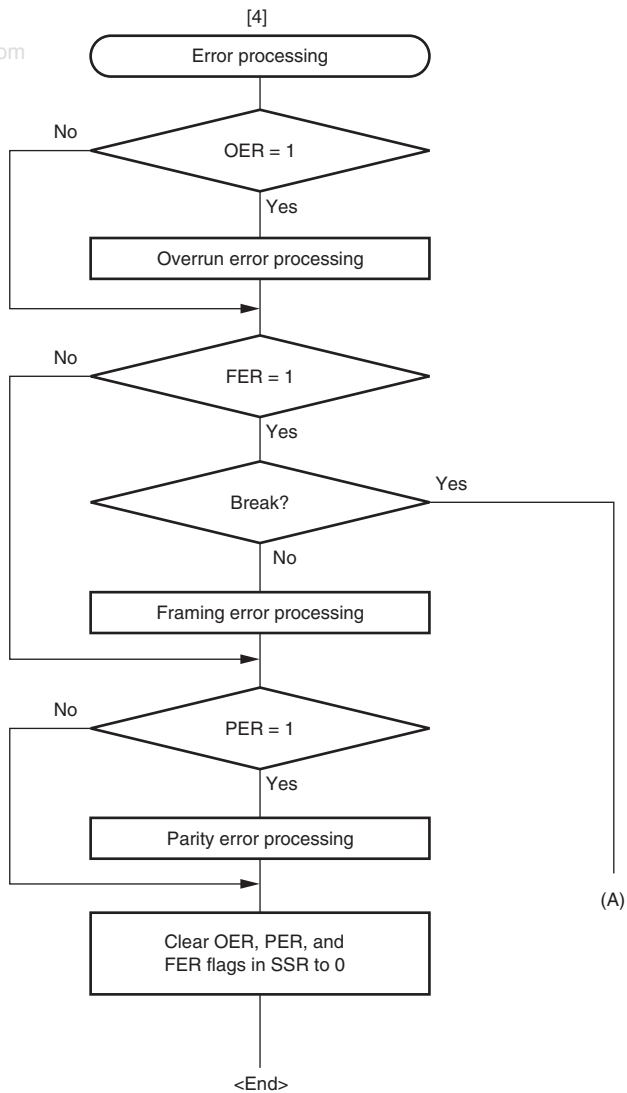 [4]
om
Error processing
No
OER = 1
Yes
Overrun error processing
No
FER = 1
Yes
Break?
Yes
No
Framing error processing
No
PER = 1
Yes
Parity error processing
(A)
Clear OER, PER, and
FER flags in SSR to 0
<End>